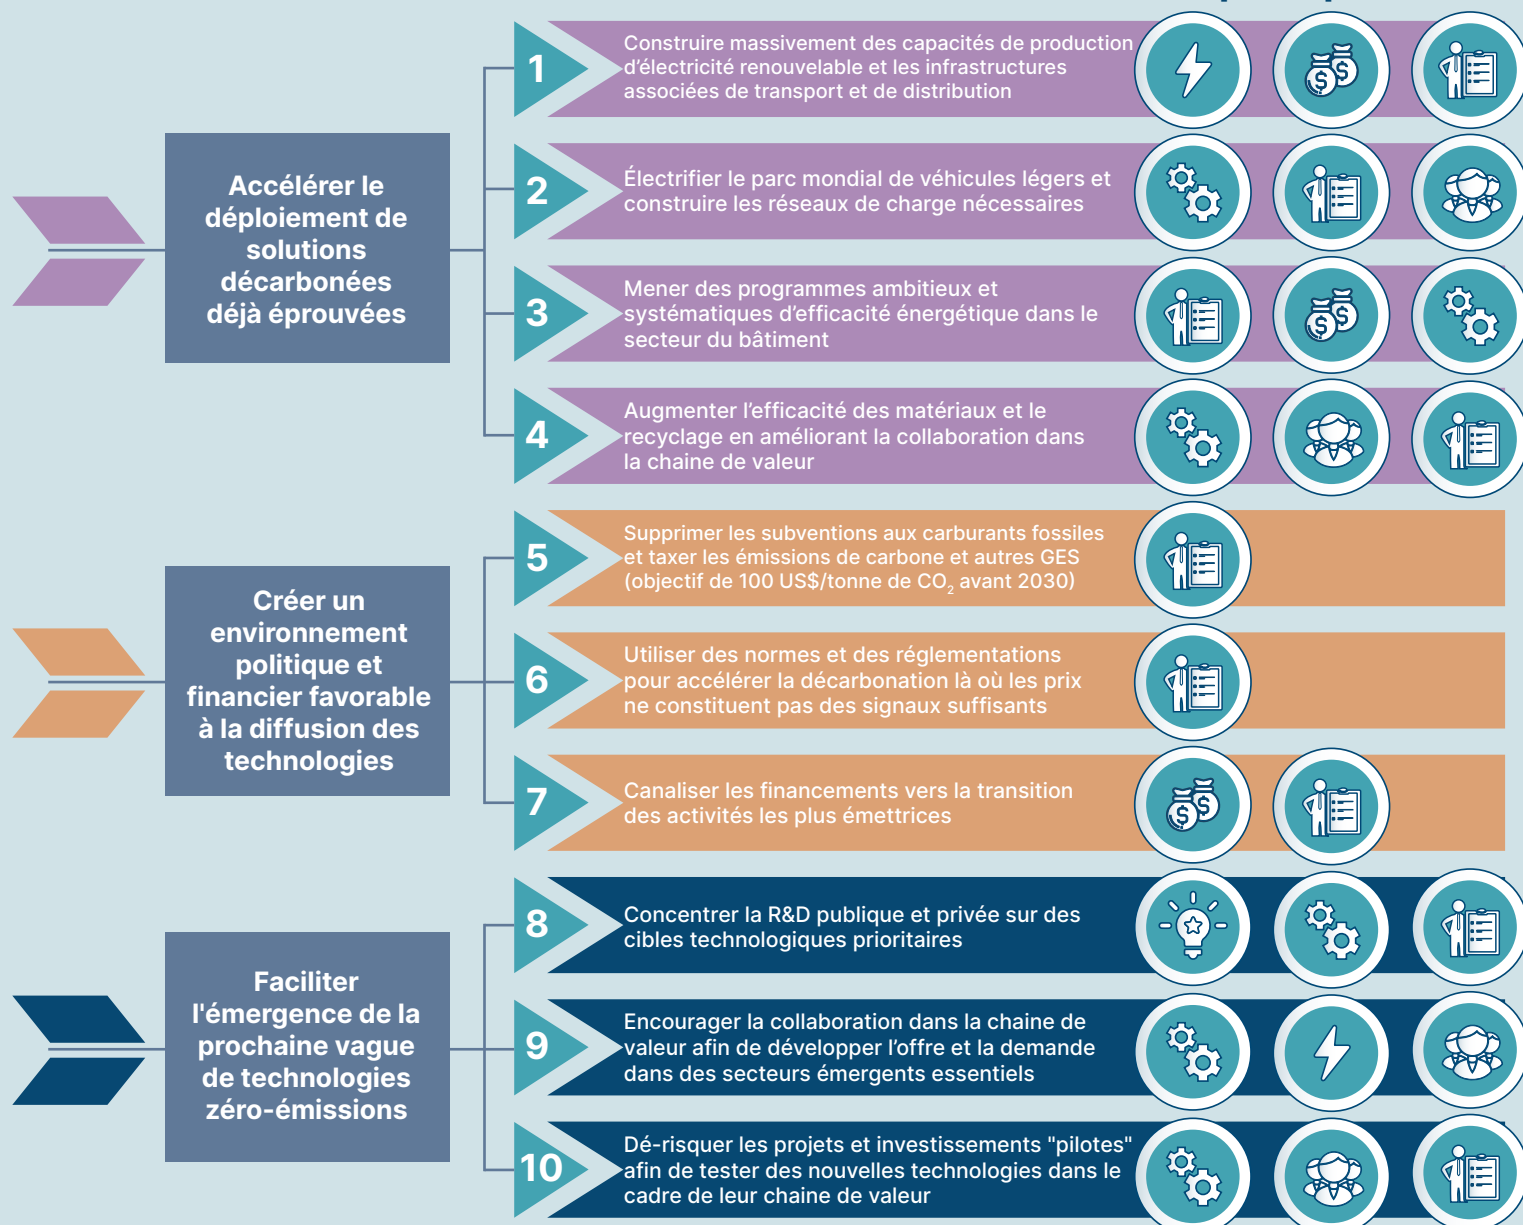 1
Construire massivement des capacités de production
d’électricité renouvelable et les infrastructures
associées de transport et de distribution
2
Électrifier le parc mondial de véhicules légers et
construire les réseaux de charge nécessaires
Accélérer le
déploiement de
solutions
décarbonées
déjà éprouvées
3
Mener des programmes ambitieux et
systématiques d’efficacité énergétique dans le
secteur du bâtiment
4
Augmenter l’efficacité des matériaux et le
recyclage en améliorant la collaboration dans
la chaine de valeur
5
Supprimer les subventions aux carburants fossiles
et taxer les émissions de carbone et autres GES
(objectif de 100 US$/tonne de CO₂ avant 2030)
Créer un
environnement
politique et
financier favorable
à la diffusion des
technologies
6
Utiliser des normes et des réglementations
pour accélérer la décarbonation là où les prix
ne constituent pas des signaux suffisants
7
Canaliser les financements vers la transition
des activités les plus émettrices
8
Concentrer la R&D publique et privée sur des
cibles technologiques prioritaires
Faciliter
l'émergence de la
prochaine vague
de technologies
zéro-émissions
9
Encourager la collaboration dans la chaine de
valeur afin de développer l’offre et la demande
dans des secteurs émergents essentiels
10
Dé-risquer les projets et investissements "pilotes"
afin de tester des nouvelles technologies dans le
cadre de leur chaine de valeur